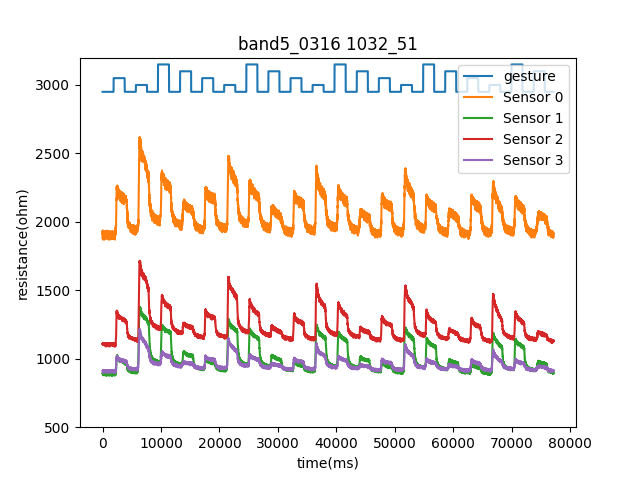 band5_0316 1032_51
gesture
Sensor 0
Sensor 1
Sensor 2
Sensor 3
3000
2500
2000
1500
1000
500
resistance(ohm)
0
10000
20000
30000
40000
50000
60000
70000
80000
time(ms)